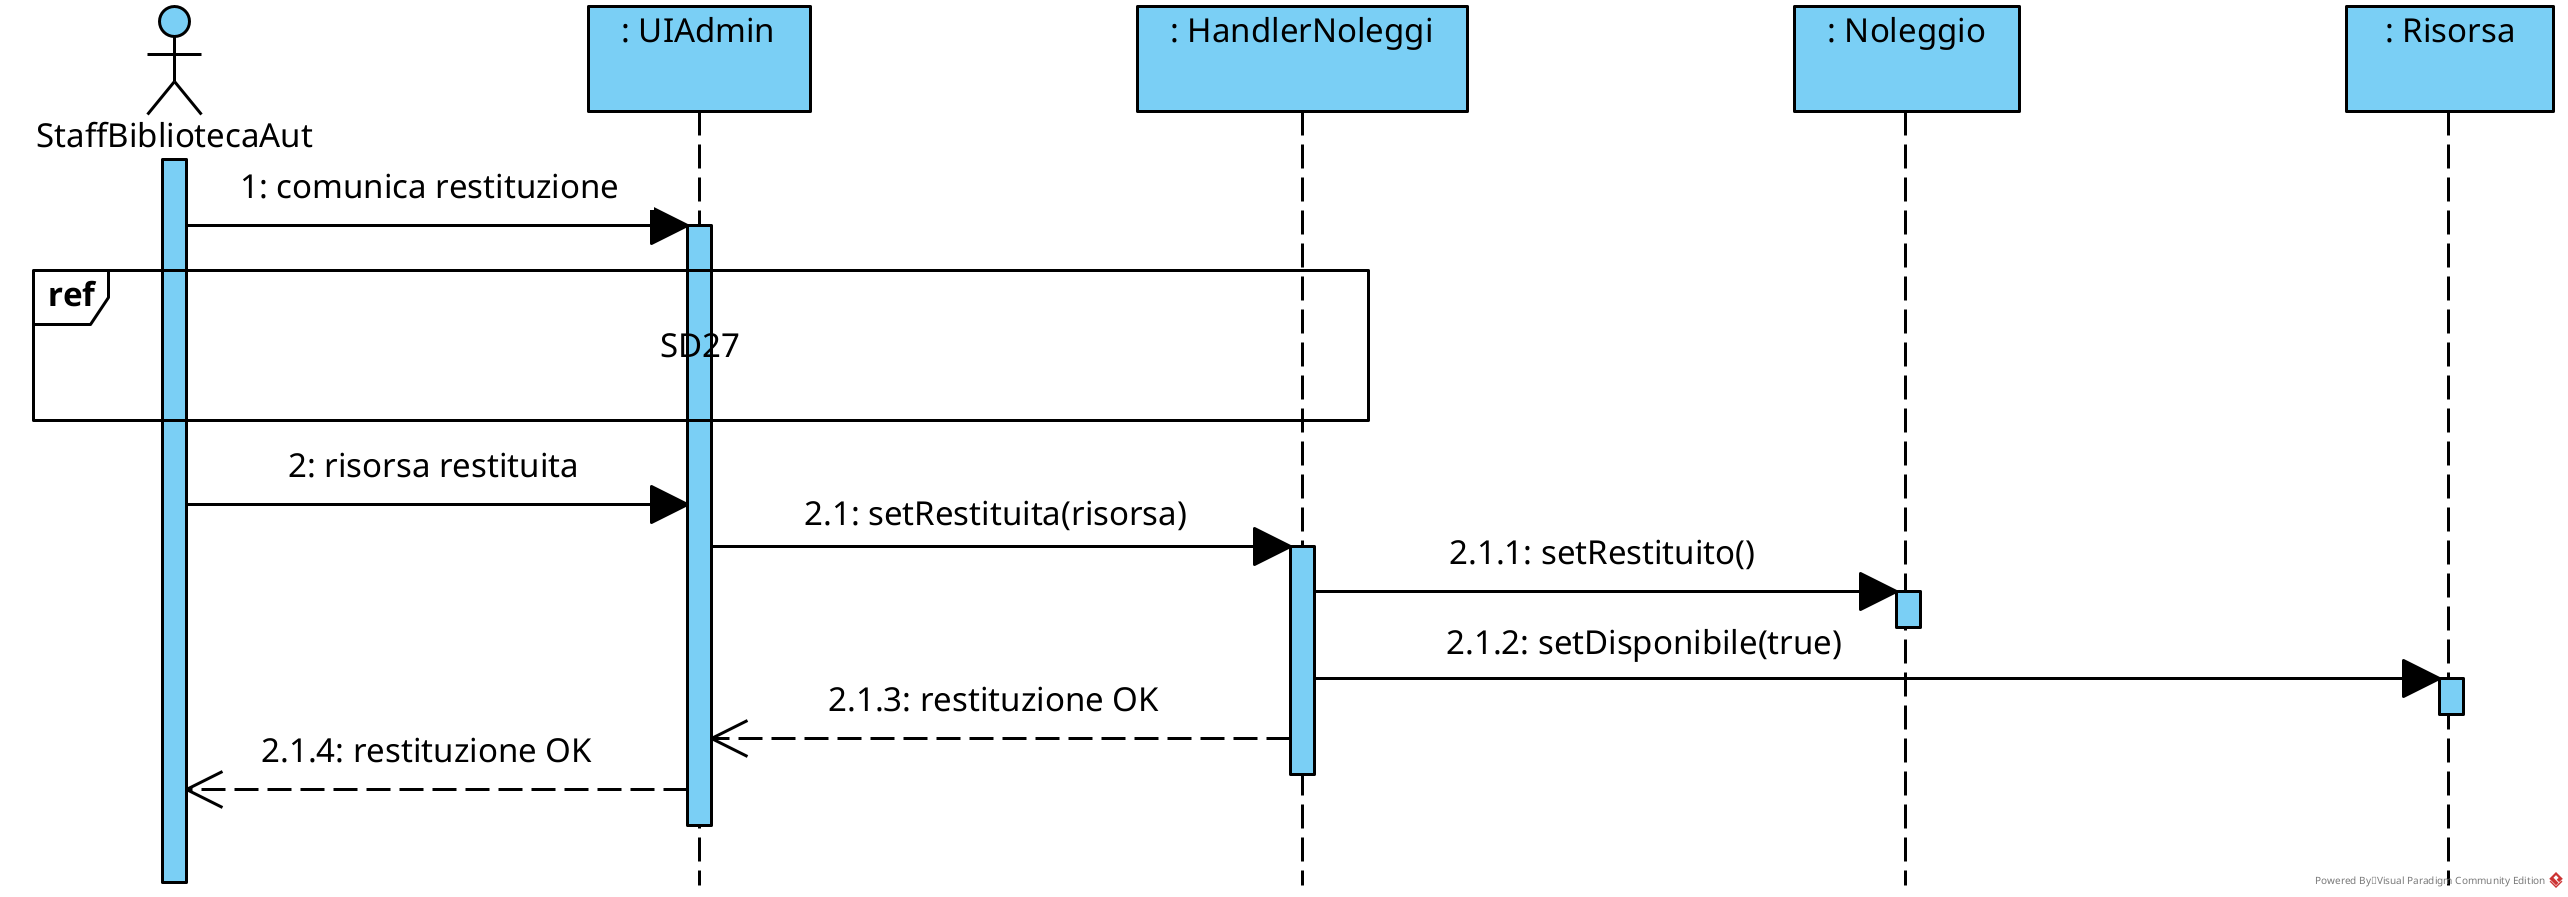 : UIAdmin
: HandlerNoleggi
: Noleggio
: Risorsa
StaffBibliotecaAut
1: comunica restituzione
ref
SD27
2: risorsa restituita
2.1: setRestituita(risorsa)
2.1.1: setRestituito()
2.1.2: setDisponibile(true)
2.1.3: restituzione OK
2.1.4: restituzione OK
Powered By Visual Paradigm Community Edition